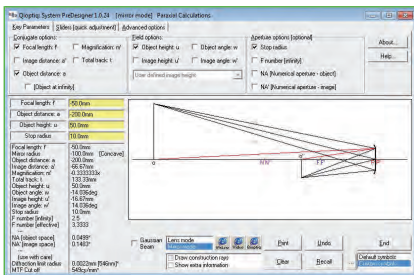 Qioptiq System PreDesigner1.0.24 [mirror mode] Paraxial Calculations
Key Parameters Sliders [quick adjustment] Advanced options
Conjugate options:
Focal length: f
Magnification: m'
Image distance: a'
Total track: t
Object distance: a
[Object at infinity]
Field options:
Object height: u
Object angle: w
Image height: u'
Image angle: w'
User defined image height
Aperture options [optional]
Stop radius
F number [infinity]
NA [Numerical aperture - object]
NA' [Numerical aperture - image]
About...
Help...
Focal length: f -50.0mm
Object distance: a -200.0mm
Object height: u 50.0mm
Stop radius 10.0mm
Focal length: f -50.0mm
Mirror radius -100.0mm [Concave]
Object distance: a -200.0mm
Image distance: a' -66.67mm
Magnification: m' -0.3333333x
Total track: t 133.33mm
Object height: u 50.0mm
Object angle: w -14.036deg
Image height: u' -16.67mm
Image angle: w' 14.036deg
Stop radius 10.0mm
F number [infinity] 2.5
F number [effective] 3.3333
NA [object space] 0.0499°
NA' [image space] 0.1483°
(use with care)
Diffraction limit radius 0.0022mm [546nm]°
MTF Cut off 549cy/mm°
O
NN'
O'
FF'
Gaussian Beam
Lens mode
Mirror mode
Draw construction rays
Show extra information
Print
Undo
End
Clear
Recall
Default symbols